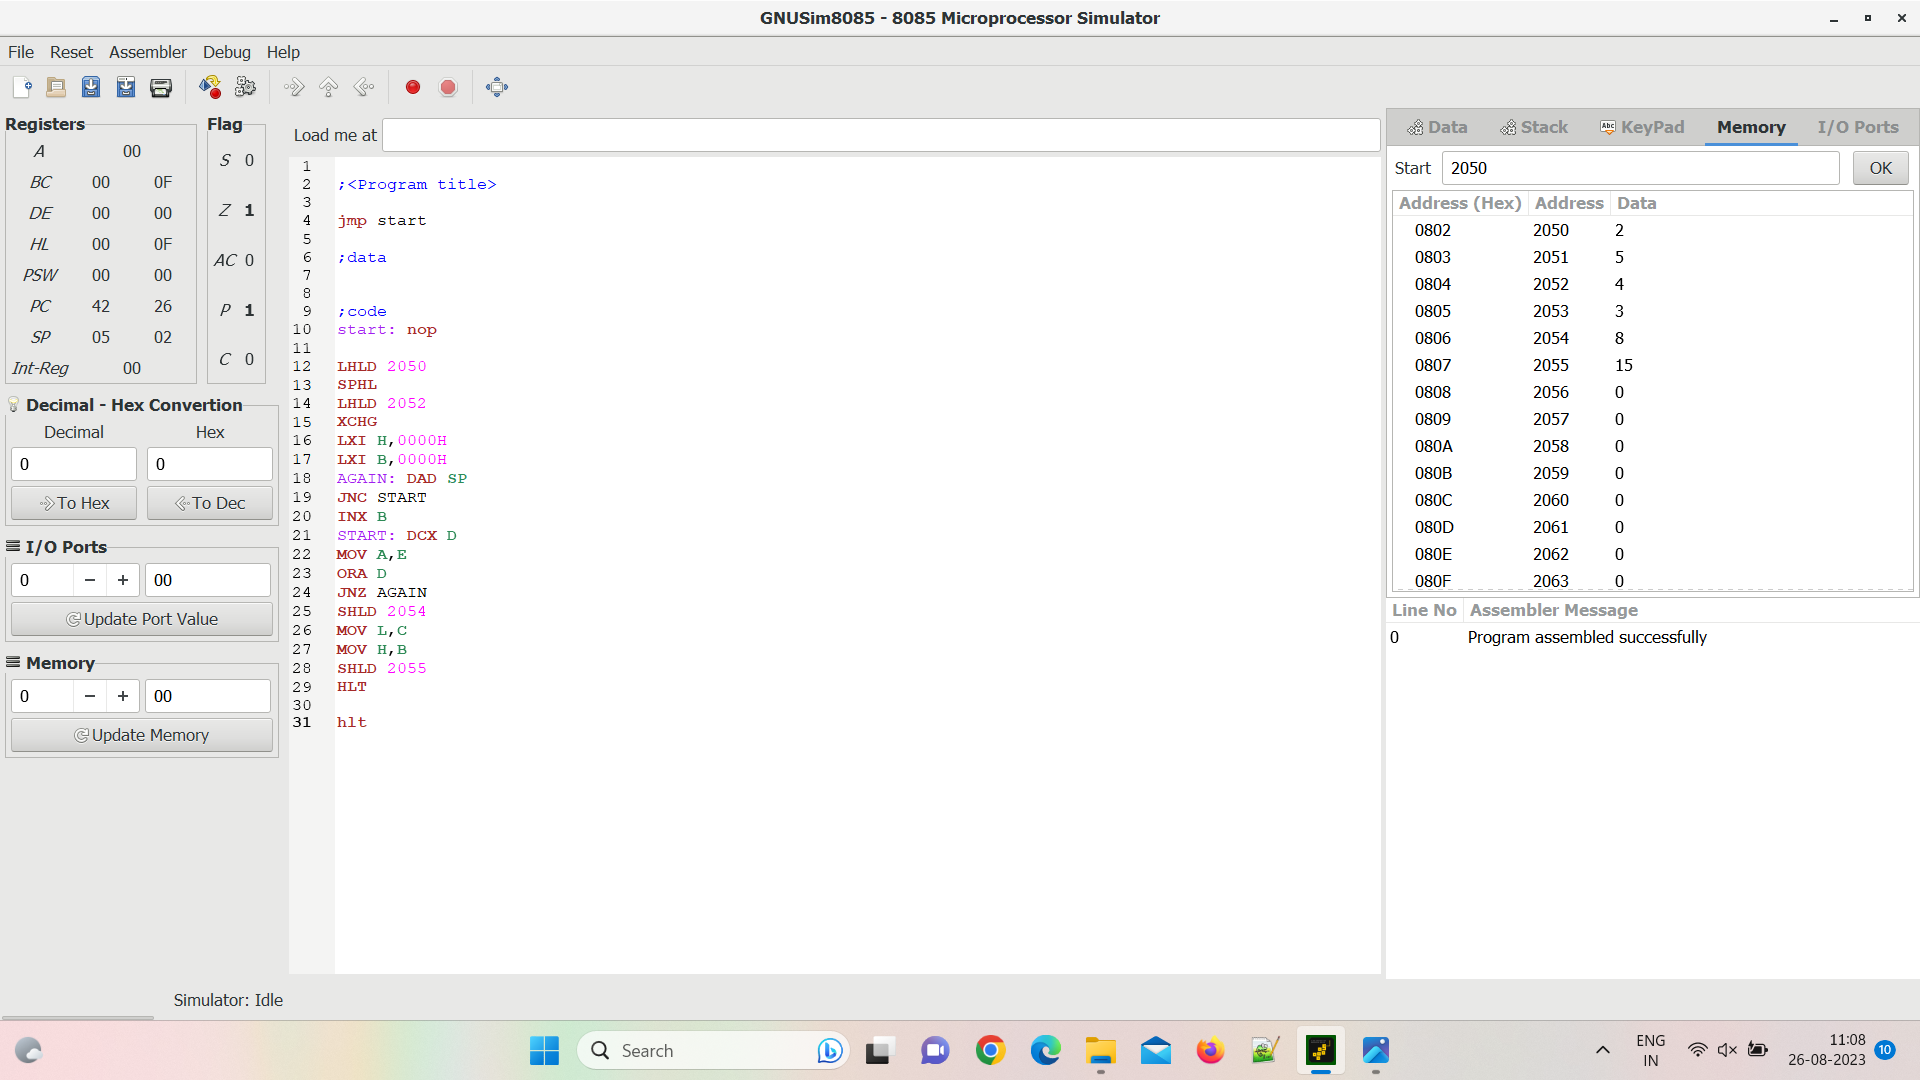 GNUSim8085 - 8085 Microprocessor Simulator
File Reset Assembler Debug Help
Registers
A 00
BC 00 0F
DE 00 00
HL 00 0F
PSW 00 00
PC 42 26
SP 05 02
Int-Reg 00
Flag
S 0
Z 1
AC 0
P 1
C 0
Decimal - Hex Convertion
Decimal Hex
0 0
To Hex To Dec
I/O Ports
0 − + 00
Update Port Value
Memory
0 − + 00
Update Memory
Load me at
1
2 ;<Program title>
3
4 jmp start
5
6 ;data
7
8
9 ;code
10 start: nop
11
12 LHLD 2050
13 SPHL
14 LHLD 2052
15 XCHG
16 LXI H,0000H
17 LXI B,0000H
18 AGAIN: DAD SP
19 JNC START
20 INX B
21 START: DCX D
22 MOV A,E
23 ORA D
24 JNZ AGAIN
25 SHLD 2054
26 MOV L,C
27 MOV H,B
28 SHLD 2055
29 HLT
30
31 hlt
Data Stack Abc KeyPad Memory I/O Ports
Start 2050 OK
Address (Hex) Address Data
0802 2050 2
0803 2051 5
0804 2052 4
0805 2053 3
0806 2054 8
0807 2055 15
0808 2056 0
0809 2057 0
080A 2058 0
080B 2059 0
080C 2060 0
080D 2061 0
080E 2062 0
080F 2063 0
Line No Assembler Message
0 Program assembled successfully
Simulator: Idle
Search
ENG
IN
11:08
26-08-2023
10